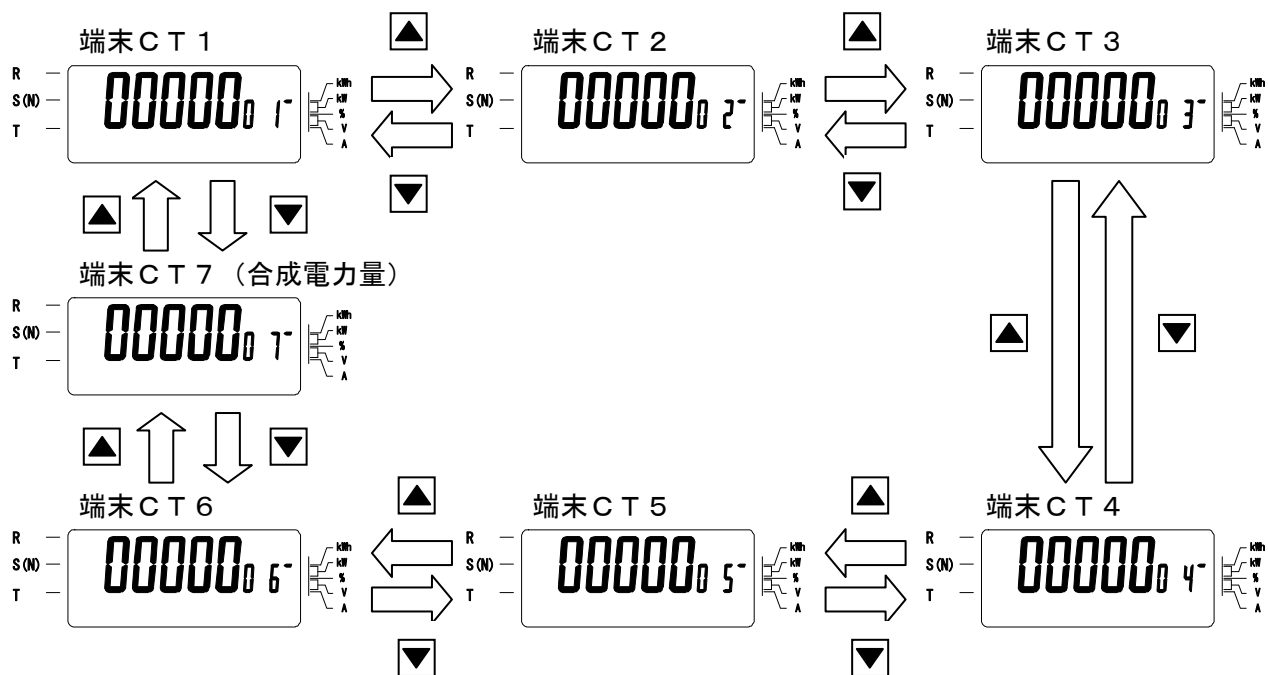 端末CT1
R
S(N)
T
000000 1-
kWh
kW
%
V
A
端末CT2
R
S(N)
T
000000 2-
kWh
kW
%
V
A
端末CT3
R
S(N)
T
000000 3-
kWh
kW
%
V
A
端末CT7(合成電力量)
R
S(N)
T
000000 7-
kWh
kW
%
V
A
端末CT6
R
S(N)
T
000000 6-
kWh
kW
%
V
A
端末CT5
R
S(N)
T
000000 5-
kWh
kW
%
V
A
端末CT4
R
S(N)
T
000000 4-
kWh
kW
%
V
A